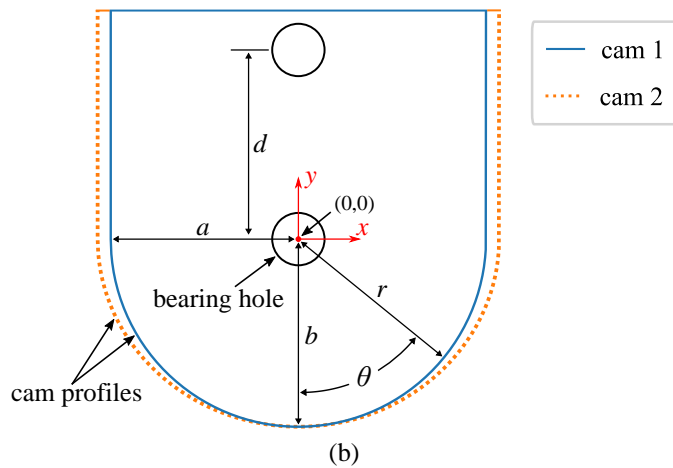 cam 1
cam 2
d
y
(0,0)
a
x
bearing hole
b
r
θ
cam profiles
(b)